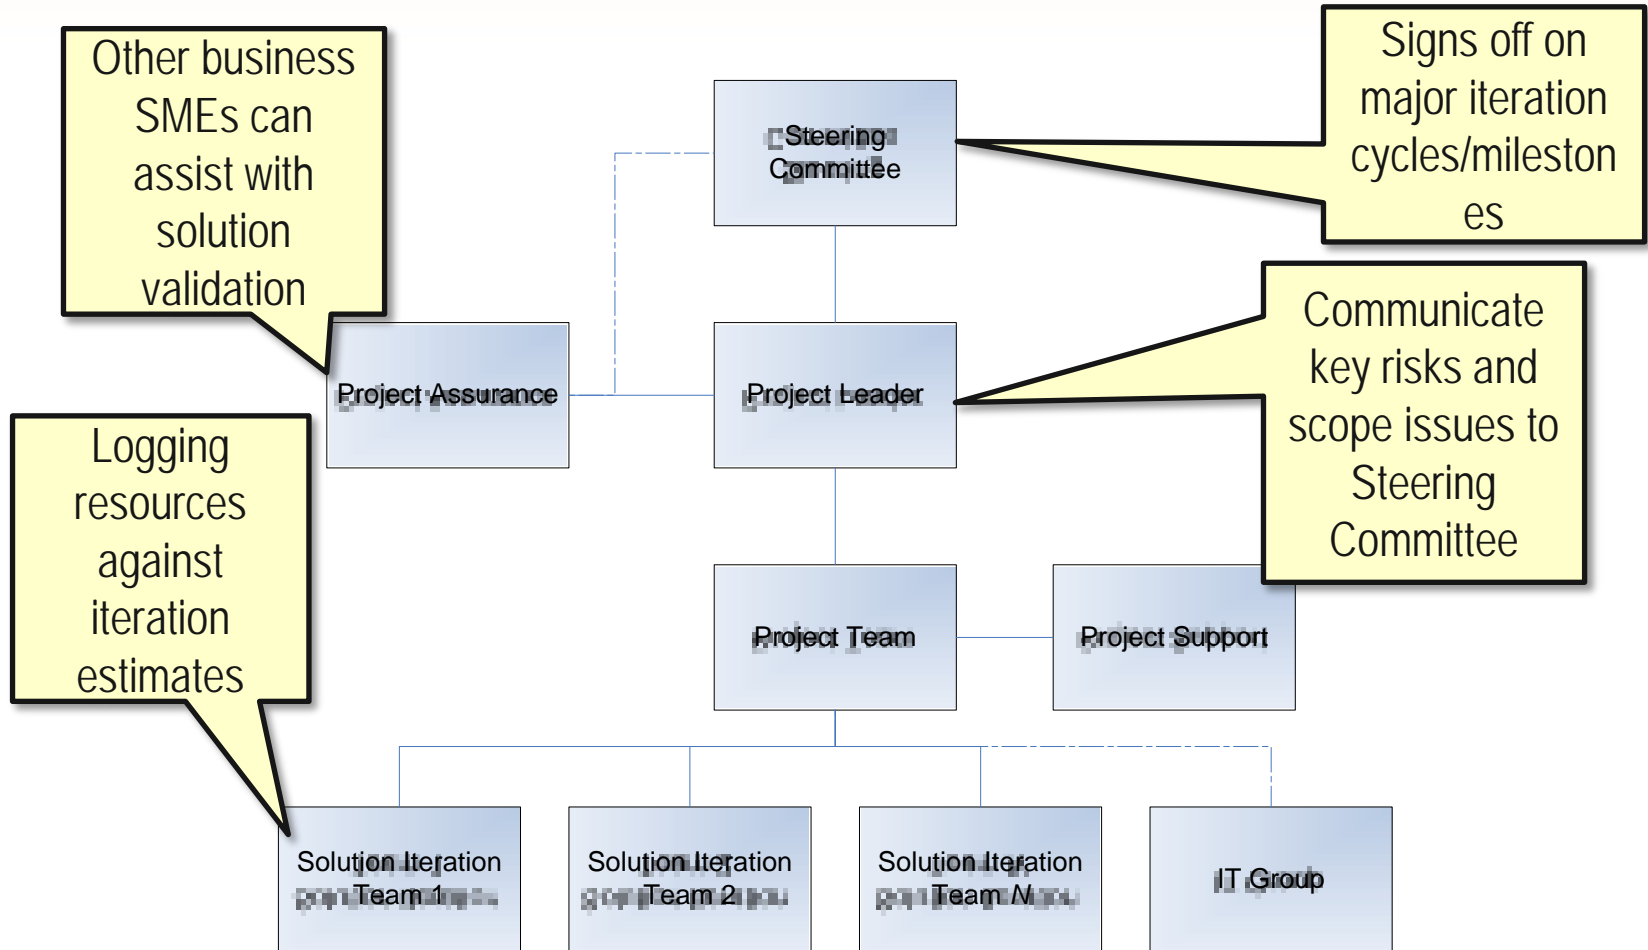 Other business
SMEs can
assist with
solution
validation
Signs off on
major iteration
cycles/mileston
es
Steering
Committee
Communicate
key risks and
scope issues to
Steering
Committee
Project Assurance
Project Leader
Logging
resources
against
iteration
estimates
Project Team
Project Support
Solution Iteration
Team 1
Solution Iteration
Team 2
Solution Iteration
Team N
IT Group